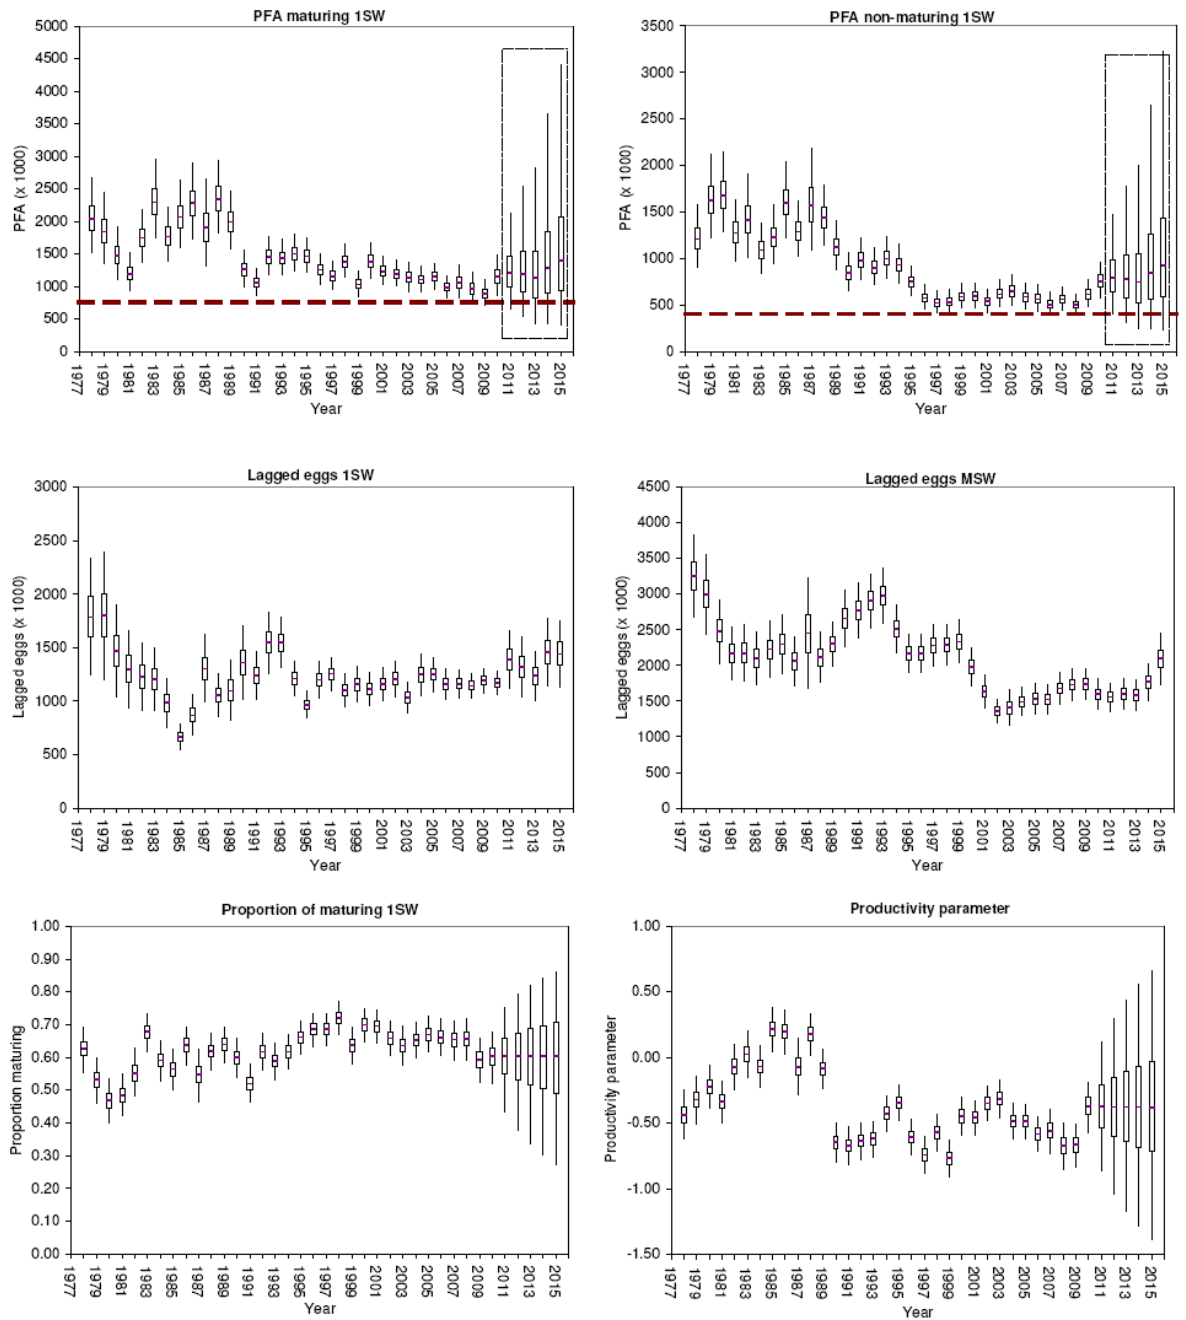 PFA maturing 1SW
5000
4500
4000
3500
3000
2500
2000
1500
1000
500
0
PFA (x 1000)
1977 1979 1981 1983 1985 1987 1989 1991 1993 1995 1997 1999 2001 2003 2005 2007 2009 2011 2013 2015
Year
PFA non-maturing 1SW
3500
3000
2500
2000
1500
1000
500
0
PFA (x 1000)
1977 1979 1981 1983 1985 1987 1989 1991 1993 1995 1997 1999 2001 2003 2005 2007 2009 2011 2013 2015
Year
Lagged eggs 1SW
3000
2500
2000
1500
1000
500
0
Lagged eggs (x 1000)
1977 1979 1981 1983 1985 1987 1989 1991 1993 1995 1997 1999 2001 2003 2005 2007 2009 2011 2013 2015
Year
Lagged eggs MSW
4500
4000
3500
3000
2500
2000
1500
1000
500
0
Lagged eggs (x 1000)
1977 1979 1981 1983 1985 1987 1989 1991 1993 1995 1997 1999 2001 2003 2005 2007 2009 2011 2013 2015
Year
Proportion of maturing 1SW
1.00
0.90
0.80
0.70
0.60
0.50
0.40
0.30
0.20
0.10
0.00
Proportion maturing
1977 1979 1981 1983 1985 1987 1989 1991 1993 1995 1997 1999 2001 2003 2005 2007 2009 2011 2013 2015
Year
Productivity parameter
1.00
0.50
0.00
-0.50
-1.00
-1.50
Productivity parameter
1977 1979 1981 1983 1985 1987 1989 1991 1993 1995 1997 1999 2001 2003 2005 2007 2009 2011 2013 2015
Year